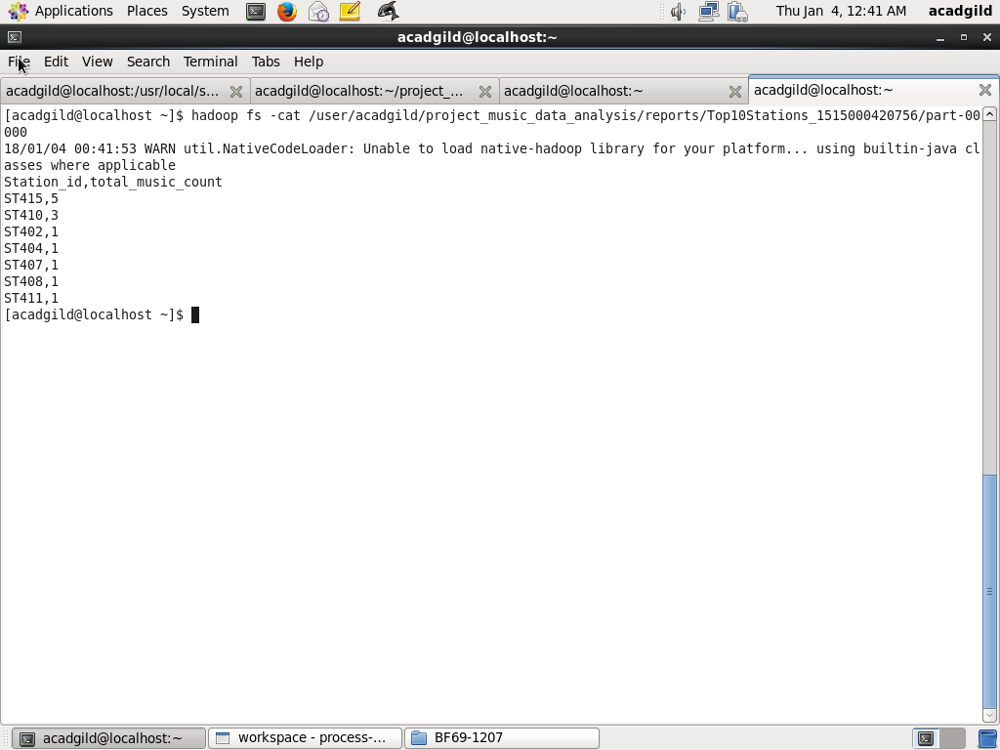 Applications Places System Thu Jan 4, 12:41 AM acadgild
acadgild@localhost:~
File Edit View Search Terminal Tabs Help
acadgild@localhost:/usr/local/s... acadgild@localhost:~/project_... acadgild@localhost:~ acadgild@localhost:~
[acadgild@localhost ~]$ hadoop fs -cat /user/acadgild/project_music_data_analysis/reports/Top10Stations_1515000420756/part-00
000
18/01/04 00:41:53 WARN util.NativeCodeLoader: Unable to load native-hadoop library for your platform... using builtin-java cl
asses where applicable
Station_id,total_music_count
ST415,5
ST410,3
ST402,1
ST404,1
ST407,1
ST408,1
ST411,1
[acadgild@localhost ~]$
acadgild@localhost:~ workspace - process-... BF69-1207